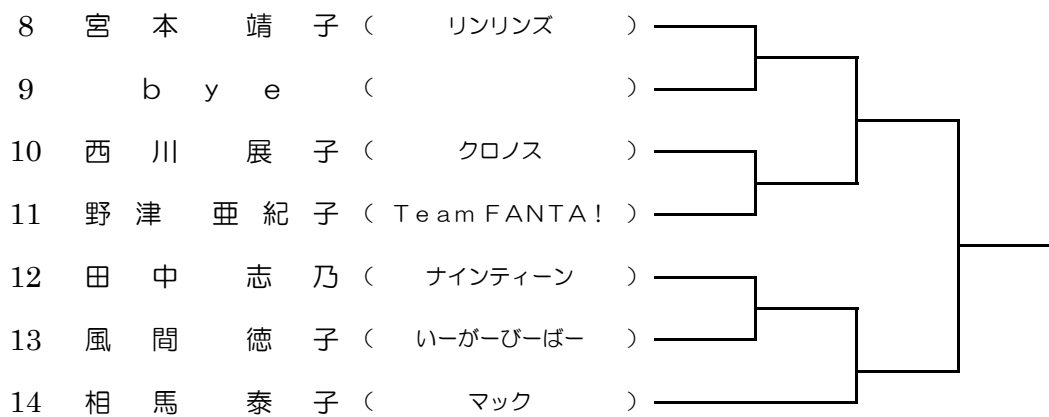 8 宮本 靖子（ リンリンズ ）
9 ｂｙｅ （ ）
10 西川 展子（ クロノス ）
11 野津 亜紀子（ Ｔｅａｍ ＦＡＮＴＡ！ ）
12 田中 志乃（ ナインティーン ）
13 風間 徳子（ いーがーびーばー ）
14 相馬 泰子（ マック ）